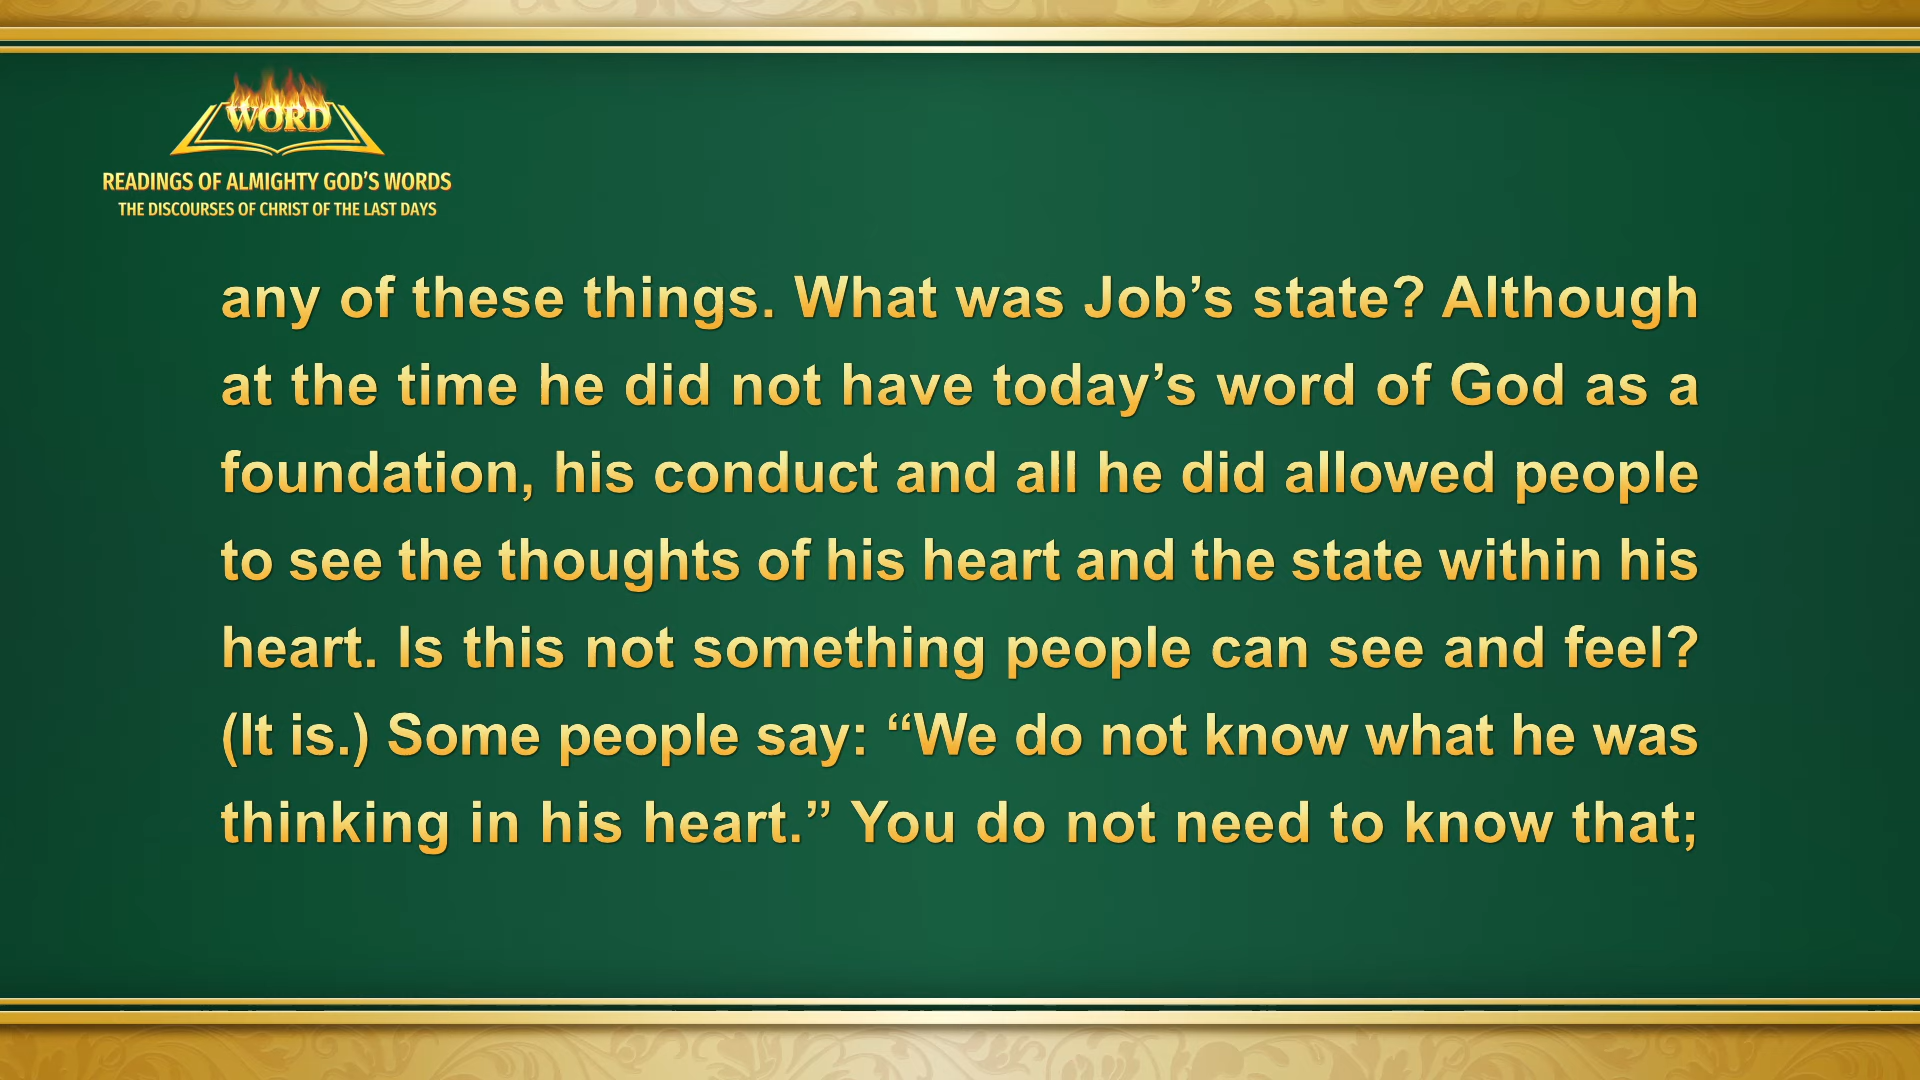 WORD
READINGS OF ALMIGHTY GOD’S WORDS
THE DISCOURSES OF CHRIST OF THE LAST DAYS
any of these things. What was Job’s state? Although
at the time he did not have today’s word of God as a
foundation, his conduct and all he did allowed people
to see the thoughts of his heart and the state within his
heart. Is this not something people can see and feel?
(It is.) Some people say: “We do not know what he was
thinking in his heart.” You do not need to know that;